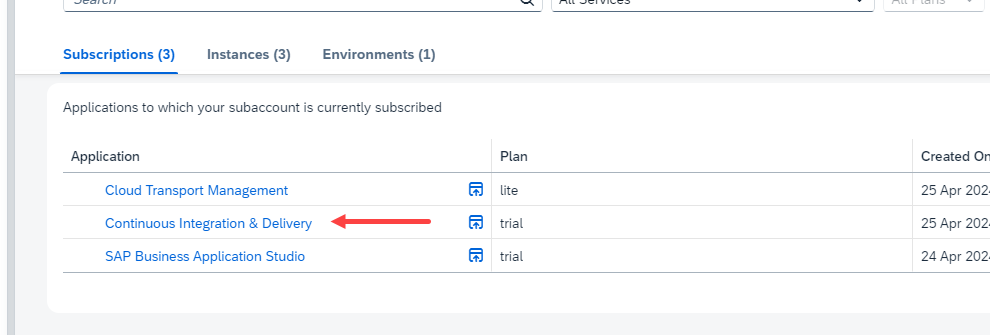 Search All Services All Plans
Subscriptions (3) Instances (3) Environments (1)
Applications to which your subaccount is currently subscribed
Application Plan Created On
Cloud Transport Management lite 25 Apr 2024
Continuous Integration & Delivery trial 25 Apr 2024
SAP Business Application Studio trial 24 Apr 2024